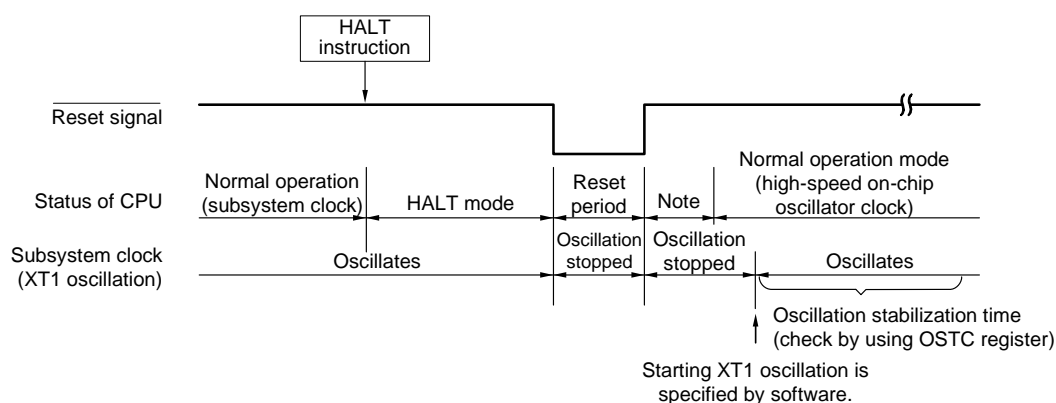 HALT
instruction
Reset signal
Status of CPU
Normal operation
(subsystem clock)
HALT mode
Reset
period
Note
Normal operation mode
(high-speed on-chip
oscillator clock)
Subsystem clock
(XT1 oscillation)
Oscillates
Oscillation
stopped
Oscillation
stopped
Oscillates
Oscillation stabilization time
(check by using OSTC register)
Starting XT1 oscillation is
specified by software.